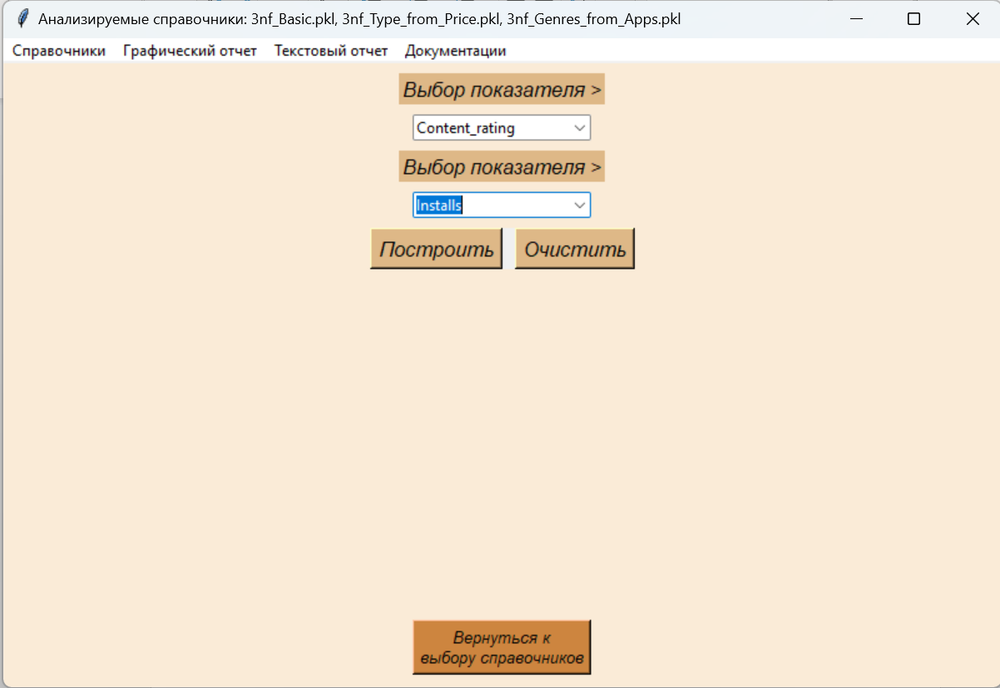 Анализируемые справочники: 3nf_Basic.pkl, 3nf_Type_from_Price.pkl, 3nf_Genres_from_Apps.pkl
Справочники Графический отчет Текстовый отчет Документации
Выбор показателя >
Content_rating
Выбор показателя >
Installs
Построить Очистить
Вернуться к
выбору справочников